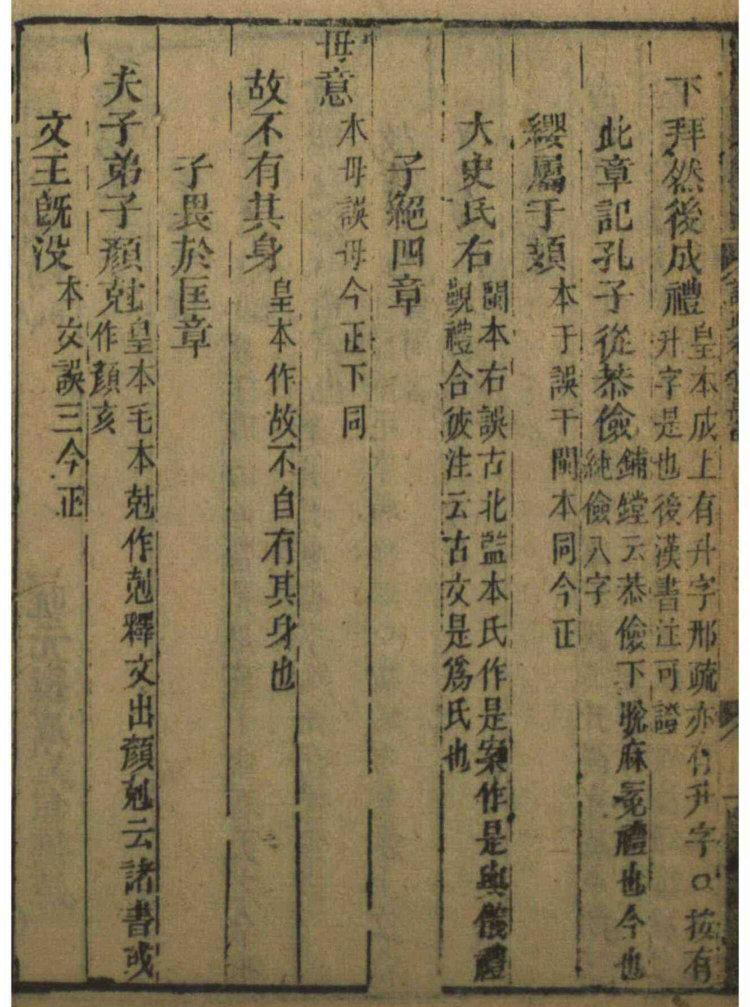 下拜然後成禮皇本成上有升字邢疏亦有升字○按有升字是也後漢書注可證
此章記孔子從恭儉鋪鏜云恭儉下脫麻冕禮也今也純儉八字
纓屬于頦本于誤干閩本同今正
大史氏右閩本右誤古北監本氏作是案作是與儀禮覲禮合彼注云古文是爲氏也
子絕四章
毋意本毋誤母今正下同
故不有其身皇本作故不自有其身也
子畏於匡章
夫子弟子顏尅皇本毛本尅作剋釋文出顏尅云諸書或作顏亥
文王旣没本文誤三今正